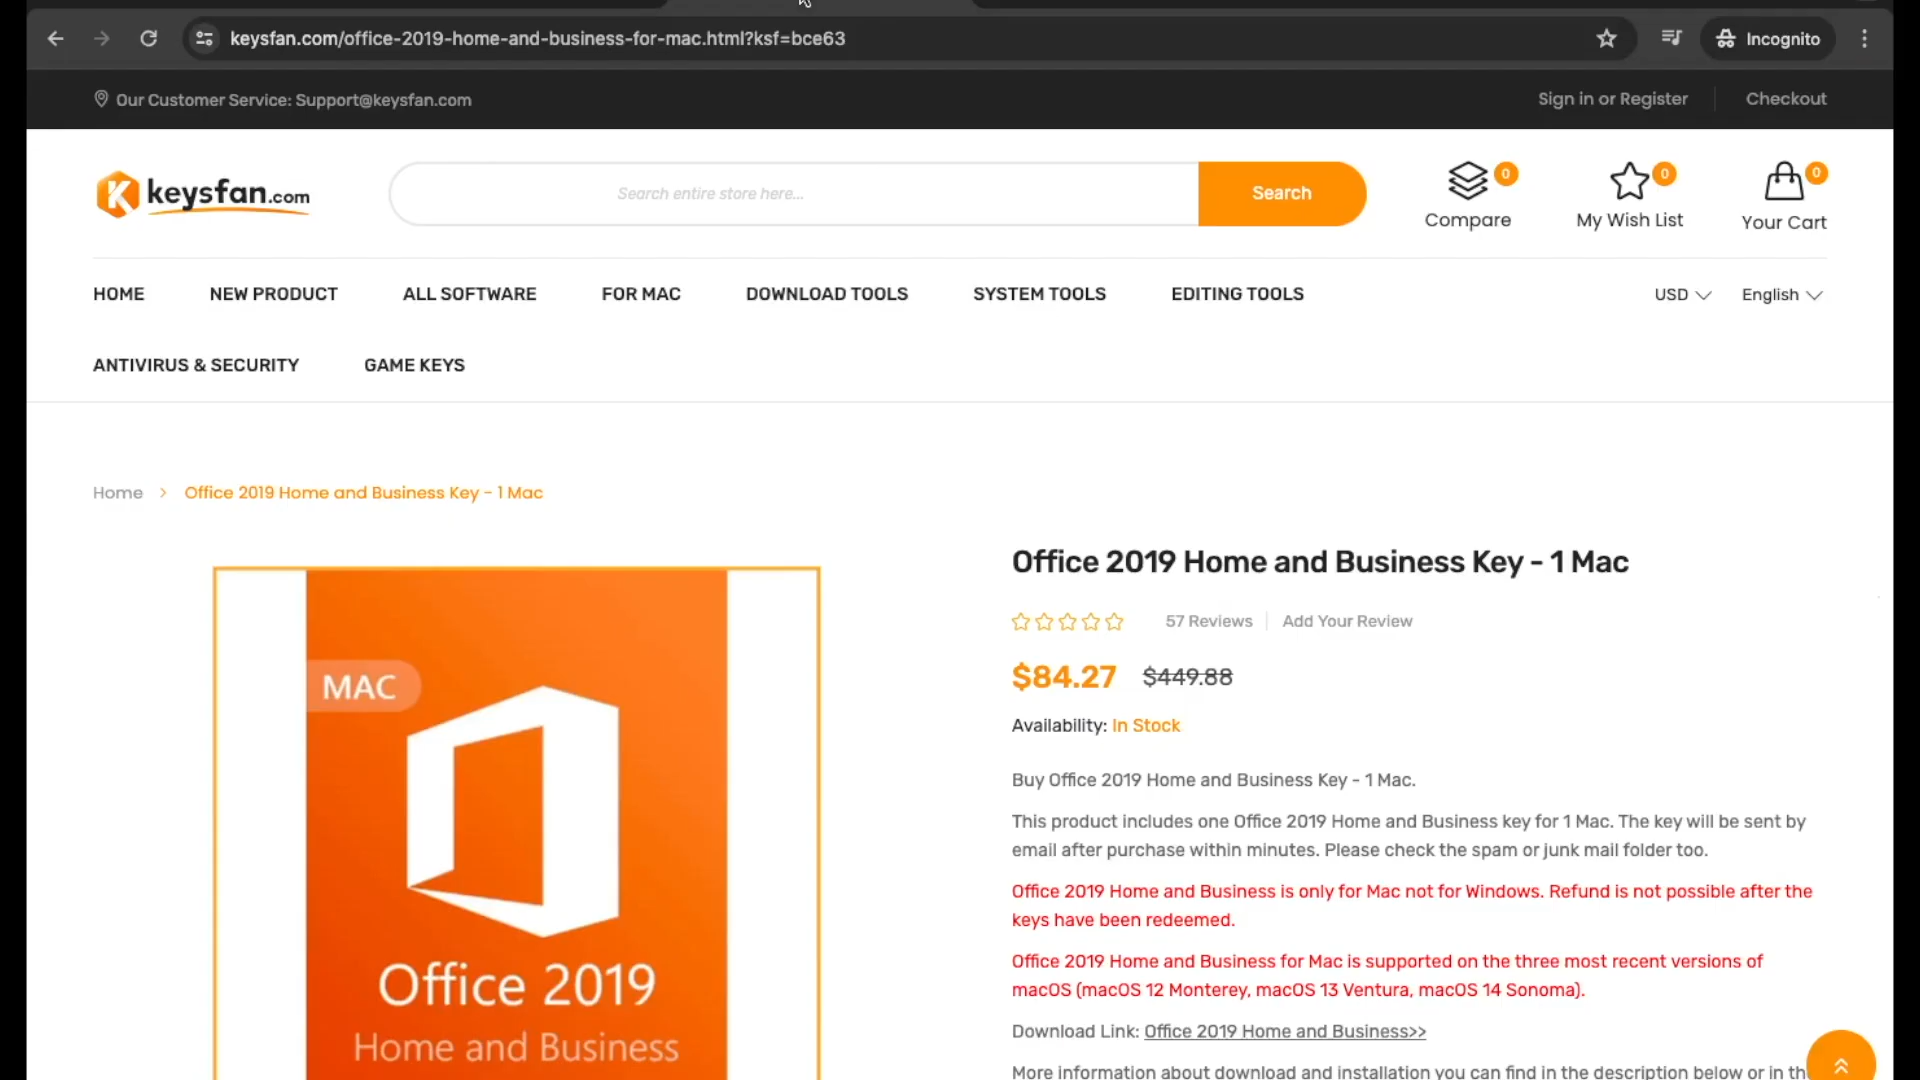 keysfan.com/office-2019-home-and-business-for-mac.html?ksf=bce63
Incognito
Our Customer Service: Support@keysfan.com
Sign in or Register
Checkout
keysfan.com
Search entire store here...
Search
0
Compare
0
My Wish List
0
Your Cart
HOME
NEW PRODUCT
ALL SOFTWARE
FOR MAC
DOWNLOAD TOOLS
SYSTEM TOOLS
EDITING TOOLS
USD
English
ANTIVIRUS & SECURITY
GAME KEYS
Home
Office 2019 Home and Business Key - 1 Mac
MAC
Office 2019
Home and Business
Office 2019 Home and Business Key - 1 Mac
57 Reviews
Add Your Review
$84.27
$449.88
Availability: In Stock
Buy Office 2019 Home and Business Key - 1 Mac.
This product includes one Office 2019 Home and Business key for 1 Mac. The key will be sent by
email after purchase within minutes. Please check the spam or junk mail folder too.
Office 2019 Home and Business is only for Mac not for Windows. Refund is not possible after the
keys have been redeemed.
Office 2019 Home and Business for Mac is supported on the three most recent versions of
macOS (macOS 12 Monterey, macOS 13 Ventura, macOS 14 Sonoma).
Download Link: Office 2019 Home and Business>>
More information about download and installation you can find in the description below or in th